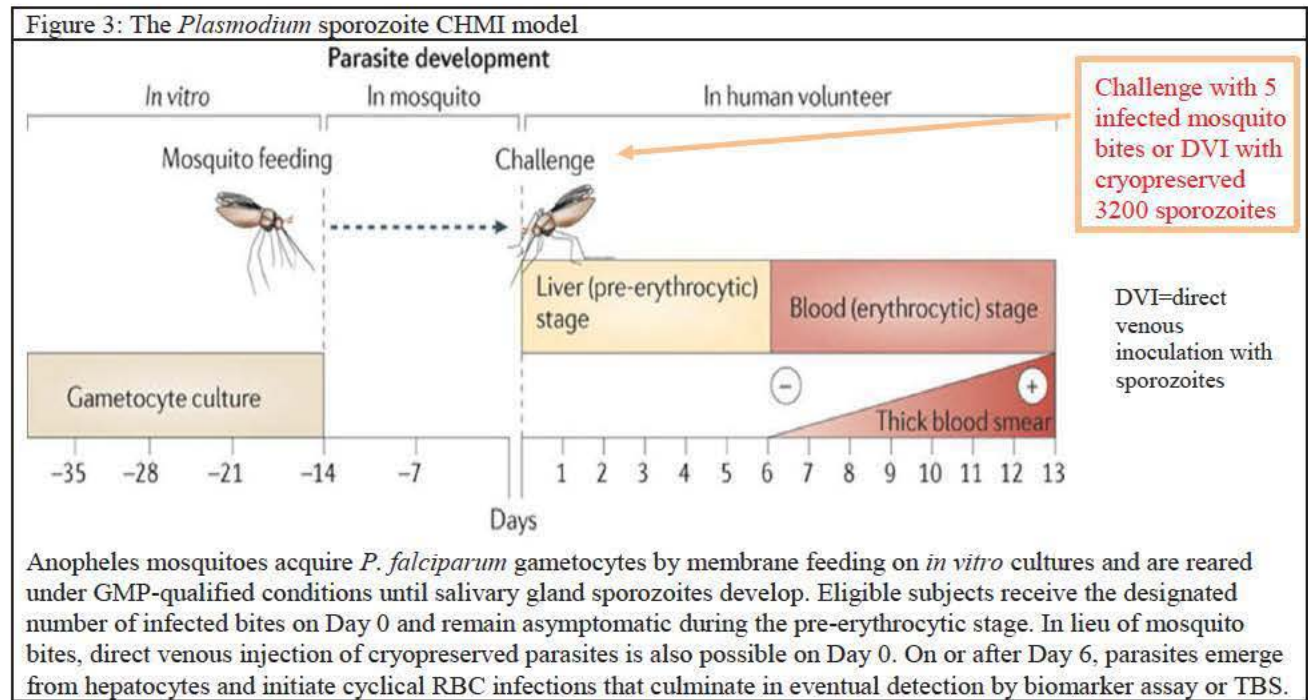 Figure 3: The Plasmodium sporozoite CHMI model
Parasite development
In vitro
In mosquito
In human volunteer
Mosquito feeding
Challenge
Challenge with 5
infected mosquito
bites or DVI with
cryopreserved
3200 sporozoites
Liver (pre-erythrocytic)
stage
Blood (erythrocytic) stage
DVI=direct
venous
inoculation with
sporozoites
Gametocyte culture
−
+
Thick blood smear
−35 −28 −21 −14 −7 1 2 3 4 5 6 7 8 9 10 11 12 13
Days
Anopheles mosquitoes acquire P. falciparum gametocytes by membrane feeding on in vitro cultures and are reared
under GMP-qualified conditions until salivary gland sporozoites develop. Eligible subjects receive the designated
number of infected bites on Day 0 and remain asymptomatic during the pre-erythrocytic stage. In lieu of mosquito
bites, direct venous injection of cryopreserved parasites is also possible on Day 0. On or after Day 6, parasites emerge
from hepatocytes and initiate cyclical RBC infections that culminate in eventual detection by biomarker assay or TBS.